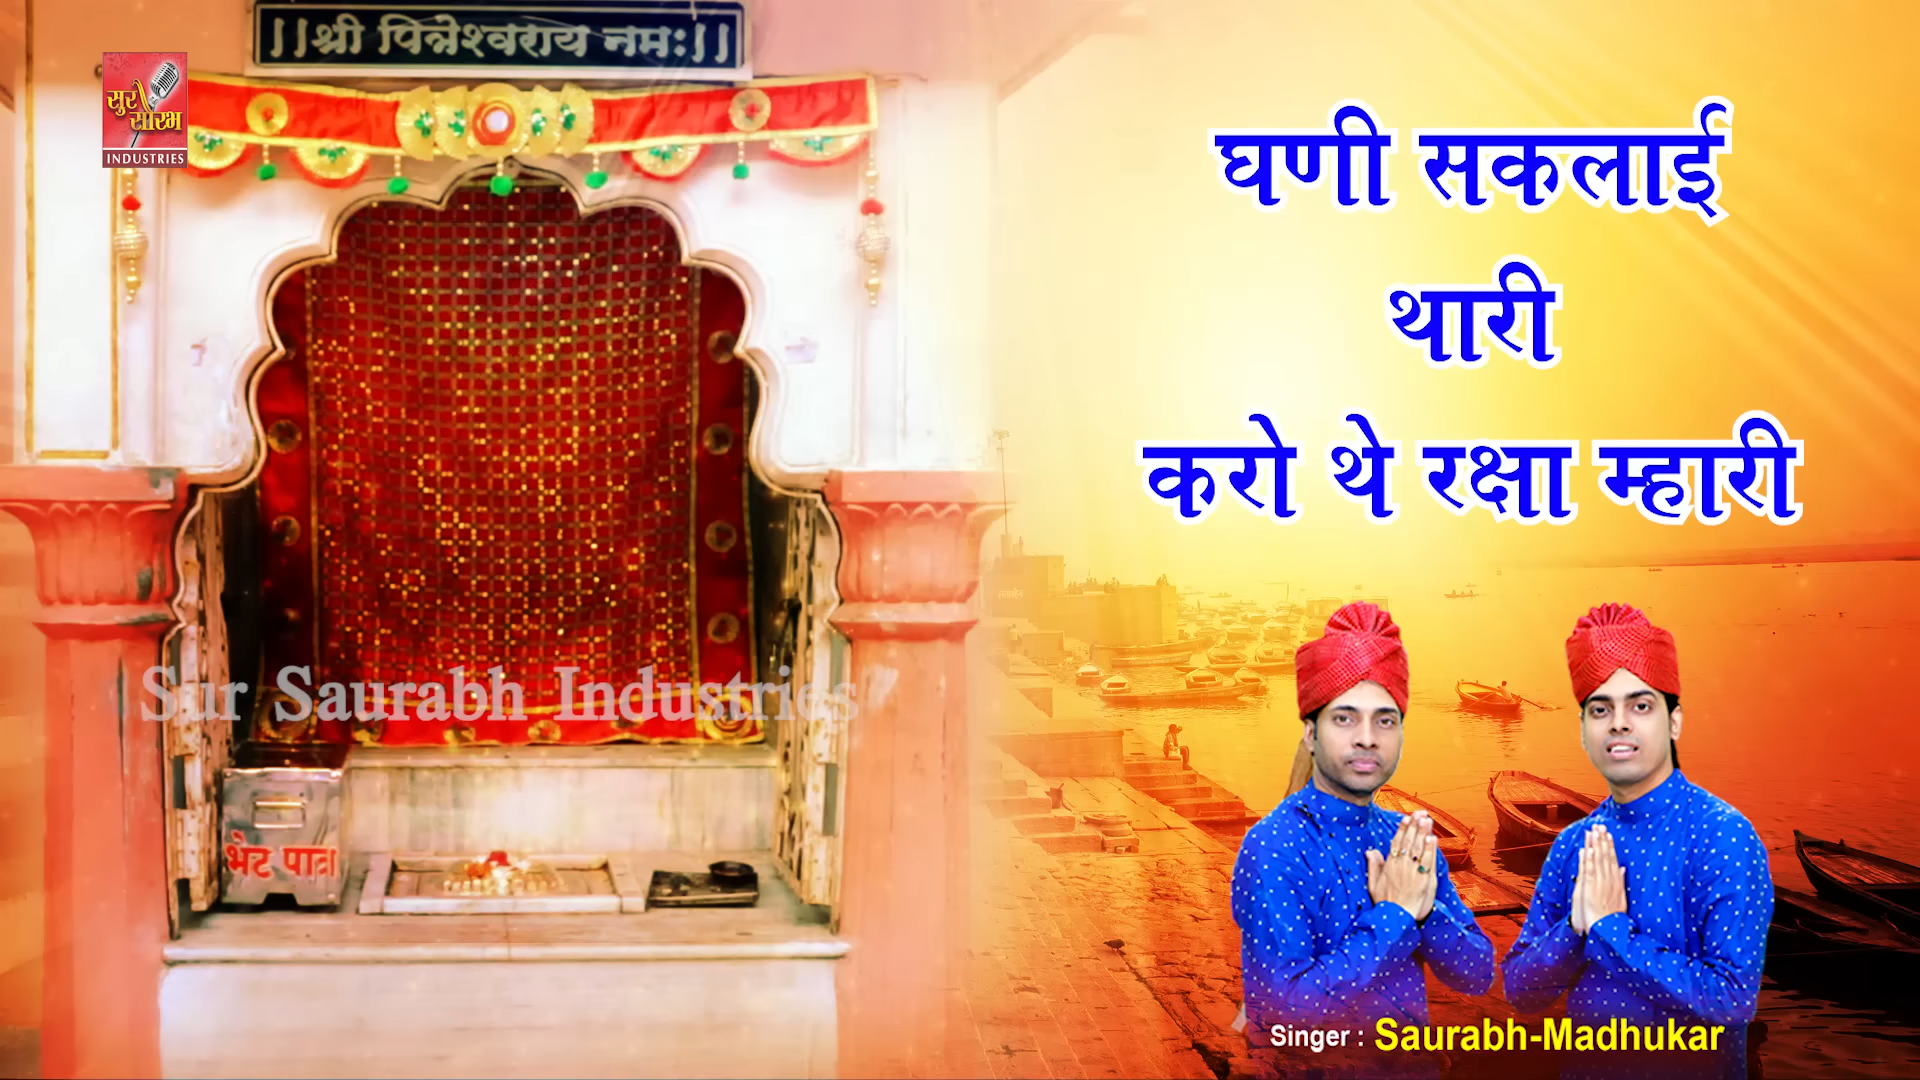 ||श्री पित्रेश्वराय नमः||
सुर
सौरभ
INDUSTRIES
घणी सकलाई
थारी
करो थे रक्षा म्हारी
Sur Saurabh Industries
भेंट पात्र
Singer : Saurabh-Madhukar